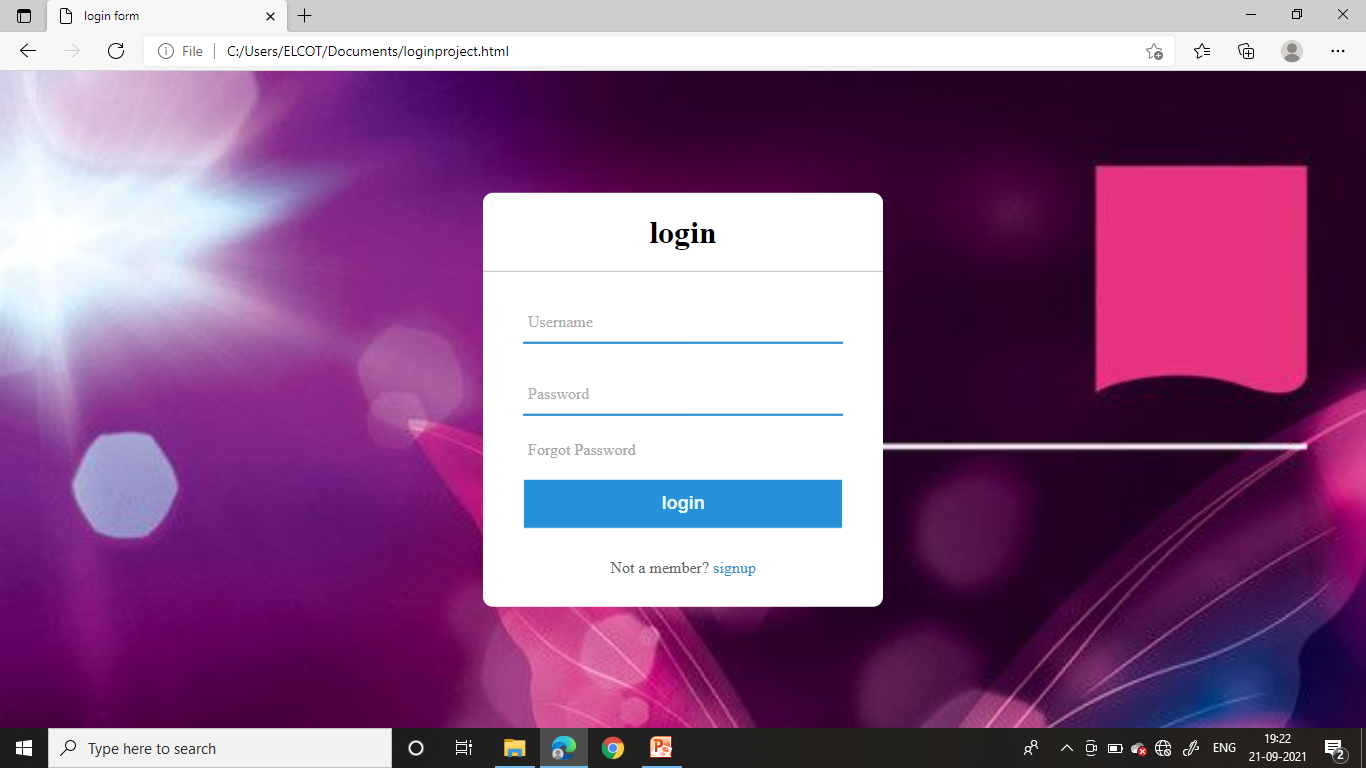 login form
File
C:/Users/ELCOT/Documents/loginproject.html
login
Username
Password
Forgot Password
login
Not a member? signup
Type here to search
ENG
19:22
21-09-2021
2